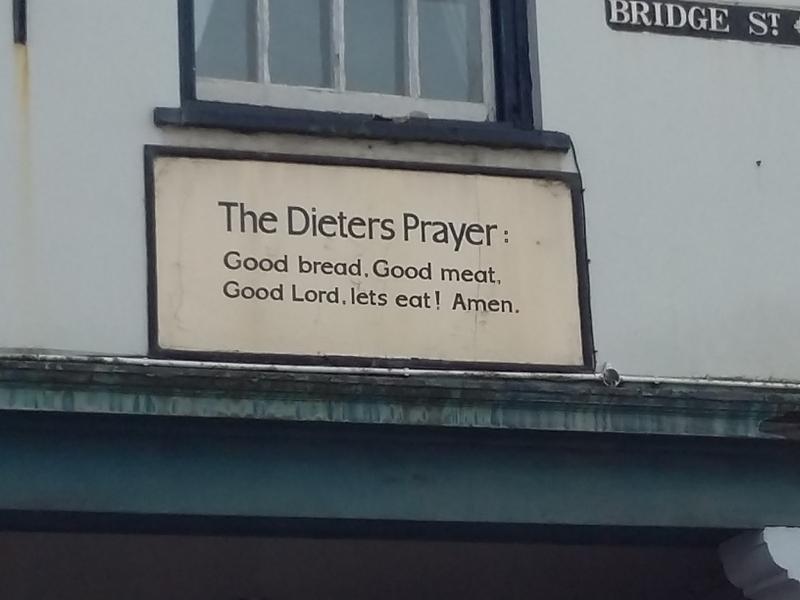 BRIDGE ST
The Dieters Prayer:
Good bread, Good meat,
Good Lord, lets eat! Amen.